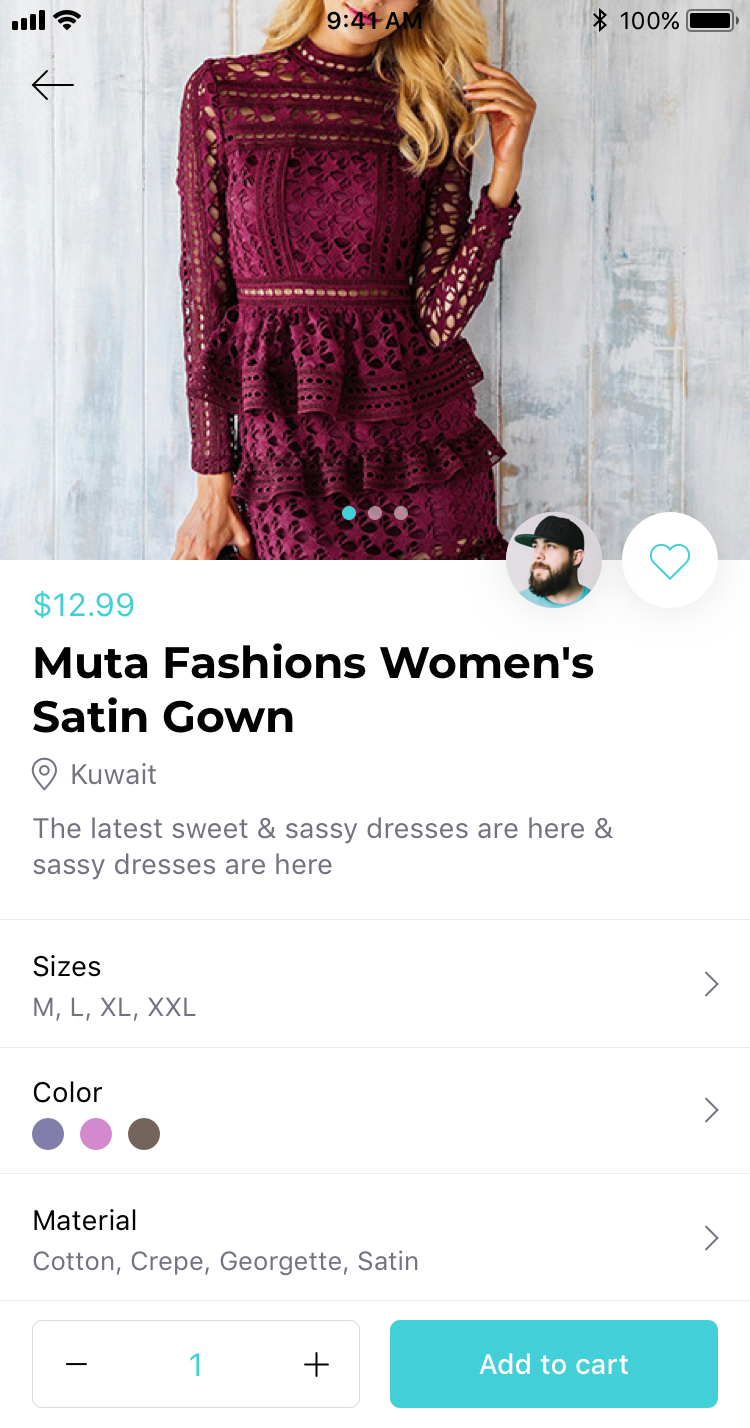 9:41 AM
100%
$12.99
Muta Fashions Women's
Satin Gown
Kuwait
The latest sweet & sassy dresses are here &
sassy dresses are here
Sizes
M, L, XL, XXL
Color
Material
Cotton, Crepe, Georgette, Satin
1
Add to cart